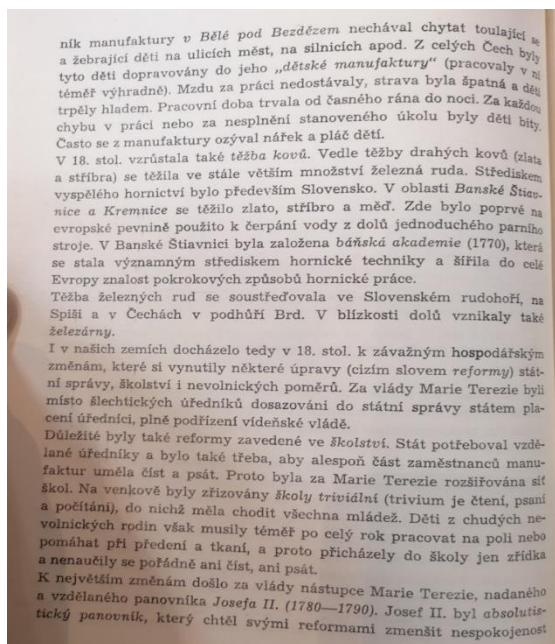 ník manufaktury v Bělé pod Bezdězem nechával chytat toulající se
a žebrající děti na ulicích měst, na silnicích apod. Z celých Čech byly
tyto děti dopravovány do jeho „dětské manufaktury" (pracovaly v ní
téměř výhradně). Mzdu za práci nedostávaly, strava byla špatná a děti
trpěly hladem. Pracovní doba trvala od časného rána do noci. Za každou
chybu v práci nebo za nesplnění stanoveného úkolu byly děti bity.
Často se z manufaktury ozýval nářek a pláč dětí.
V 18. stol. vzrůstala také těžba kovů. Vedle těžby drahých kovů (zlata
a stříbra) se těžila ve stále větším množství železná ruda. Střediskem
vyspělého hornictví bylo především Slovensko. V oblasti Banské Štiav-
nice a Kremnice se těžilo zlato, stříbro a měď. Zde bylo poprvé na
evropské pevnině použito k čerpání vody z dolů jednoduchého parního
stroje. V Banské Štiavnici byla založena báňská akademie (1770), která
se stala významným střediskem hornické techniky a šířila do celé
Evropy znalost pokrokových způsobů hornické práce.
Těžba železných rud se soustřeďovala ve Slovenském rudohoří, na
Spiši a v Čechách v podhůří Brd. V blízkosti dolů vznikaly také
železárny.
I v našich zemích docházelo tedy v 18. stol. k závažným hospodářským
změnám, které si vynutily některé úpravy (cizím slovem reformy) stát-
ní správy, školství i nevolnických poměrů. Za vlády Marie Terezie byli
místo šlechtických úředníků dosazováni do státní správy státem pla-
cení úředníci, plně podřízení vídeňské vládě.
Důležité byly také reformy zavedené ve školství. Stát potřeboval vzdě-
lané úředníky a bylo také třeba, aby alespoň část zaměstnanců manu-
faktur uměla číst a psát. Proto byla za Marie Terezie rozšiřována síť
škol. Na venkově byly zřizovány školy triviální (trivium je čtení, psaní
a počítání), do nichž měla chodit všechna mládež. Děti z chudých ne-
volnických rodin však musily téměř po celý rok pracovat na poli nebo
pomáhat při předení a tkaní, a proto přicházely do školy jen zřídka
a nenaučily se pořádně ani číst, ani psát.
K největším změnám došlo za vlády nástupce Marie Terezie, nadaného
a vzdělaného panovníka Josefa II. (1780—1790). Josef II. byl absolutis-
tický panovník, který chtěl svými reformami zmenšit nespokojenost